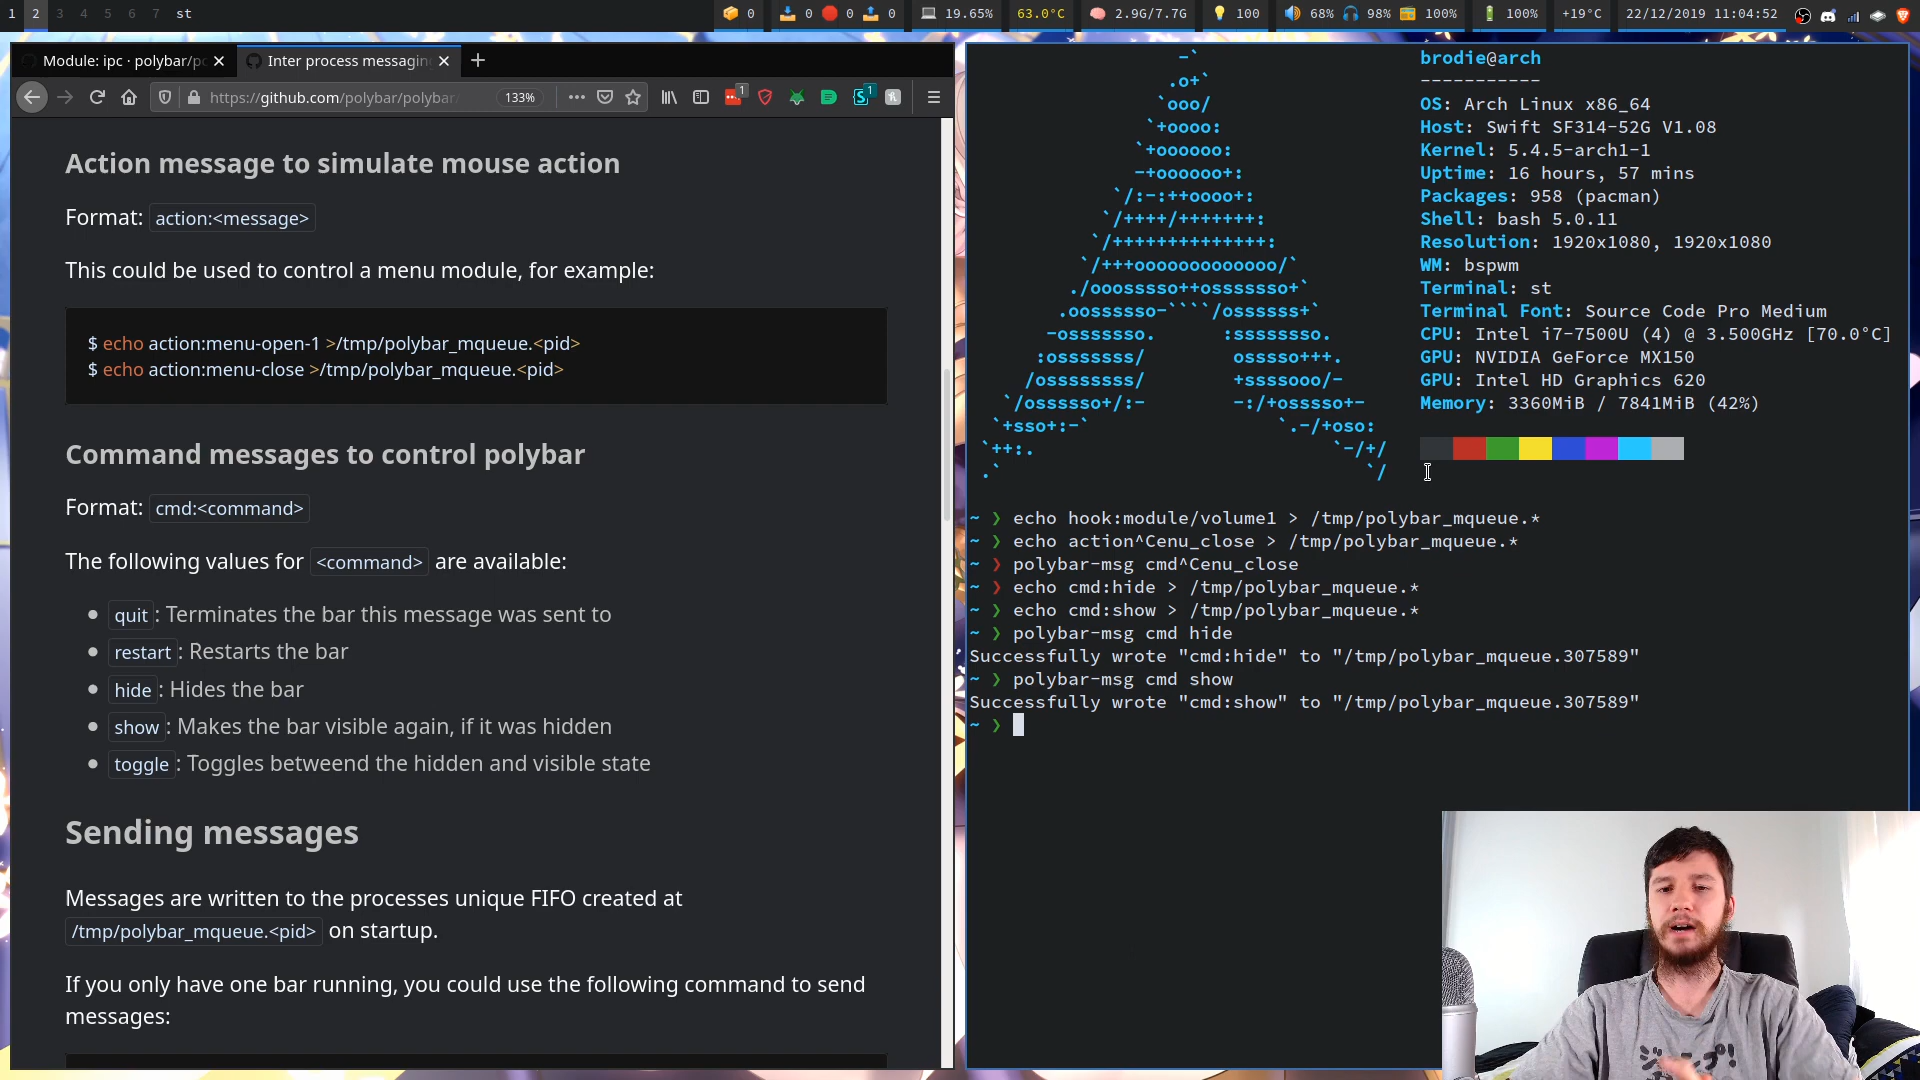 1 2 3 4 5 6 7 st 0 0 0 0 19.65% 63.0°C 2.9G/7.7G 100 68% 98% 100% 100% +19°C 22/12/2019 11:04:52
Module: ipc · polybar/po
Inter process messaging
https://github.com/polybar/polybar/ 133%
Action message to simulate mouse action
Format: action:<message>
This could be used to control a menu module, for example:
$ echo action:menu-open-1 >/tmp/polybar_mqueue.<pid>
$ echo action:menu-close >/tmp/polybar_mqueue.<pid>
Command messages to control polybar
Format: cmd:<command>
The following values for <command> are available:
quit: Terminates the bar this message was sent to
restart: Restarts the bar
hide: Hides the bar
show: Makes the bar visible again, if it was hidden
toggle: Toggles betweend the hidden and visible state
Sending messages
Messages are written to the processes unique FIFO created at
/tmp/polybar_mqueue.<pid> on startup.
If you only have one bar running, you could use the following command to send
messages:
brodie@arch
-----------
OS: Arch Linux x86_64
Host: Swift SF314-52G V1.08
Kernel: 5.4.5-arch1-1
Uptime: 16 hours, 57 mins
Packages: 958 (pacman)
Shell: bash 5.0.11
Resolution: 1920x1080, 1920x1080
WM: bspwm
Terminal: st
Terminal Font: Source Code Pro Medium
CPU: Intel i7-7500U (4) @ 3.500GHz [70.0°C]
GPU: NVIDIA GeForce MX150
GPU: Intel HD Graphics 620
Memory: 3360MiB / 7841MiB (42%)
~ ❯ echo hook:module/volume1 > /tmp/polybar_mqueue.*
~ ❯ echo action^Cenu_close > /tmp/polybar_mqueue.*
~ ❯ polybar-msg cmd^Cenu_close
~ ❯ echo cmd:hide > /tmp/polybar_mqueue.*
~ ❯ echo cmd:show > /tmp/polybar_mqueue.*
~ ❯ polybar-msg cmd hide
Successfully wrote "cmd:hide" to "/tmp/polybar_mqueue.307589"
~ ❯ polybar-msg cmd show
Successfully wrote "cmd:show" to "/tmp/polybar_mqueue.307589"
~ ❯